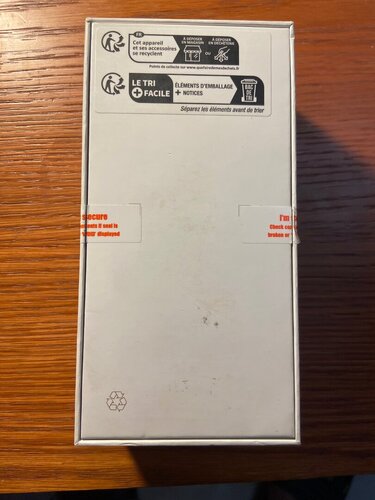 FR
Cet appareil
et ses accessoires
se recyclent
À DÉPOSER
EN MAGASIN
OU
À DÉPOSER
EN DÉCHÈTERIE
Points de collecte sur www.quefairedemesdechets.fr
LE TRI
+ FACILE
ÉLÉMENTS D'EMBALLAGE
+ NOTICES
BAC
DE
TRI
Séparez les éléments avant de trier
secure
if seal is
displayed
I'm
Check
broken or